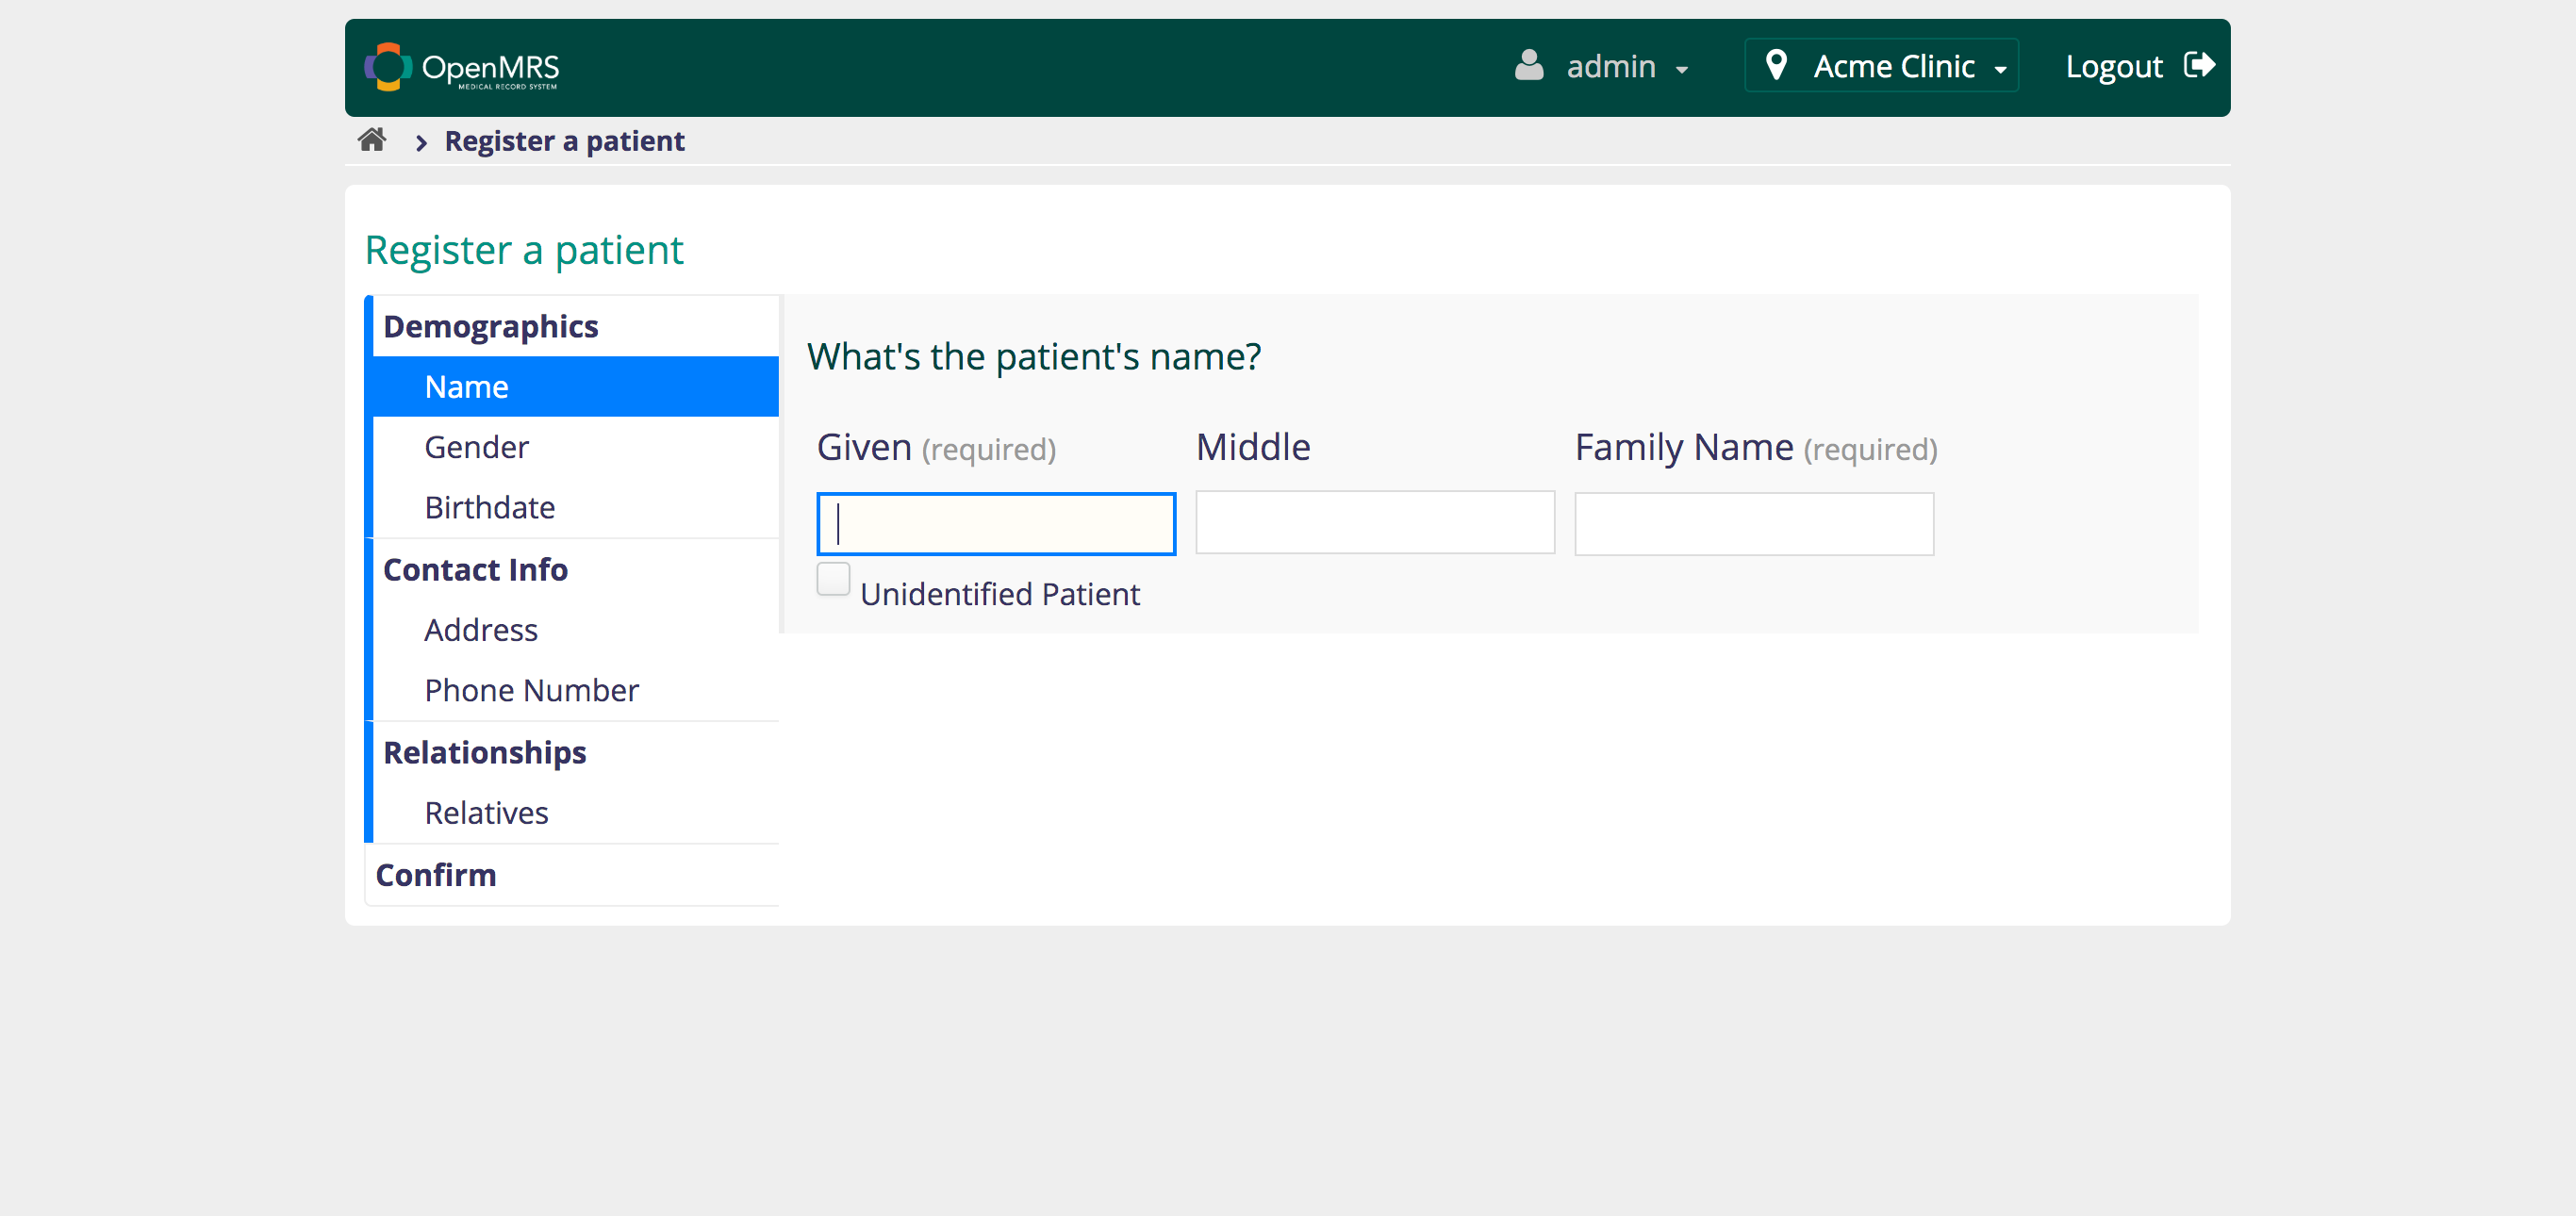 OpenMRS
MEDICAL RECORD SYSTEM
admin
Acme Clinic
Logout
Register a patient
Register a patient
Demographics
Name
Gender
Birthdate
Contact Info
Address
Phone Number
Relationships
Relatives
Confirm
What's the patient's name?
Given (required) Middle Family Name (required)
Unidentified Patient